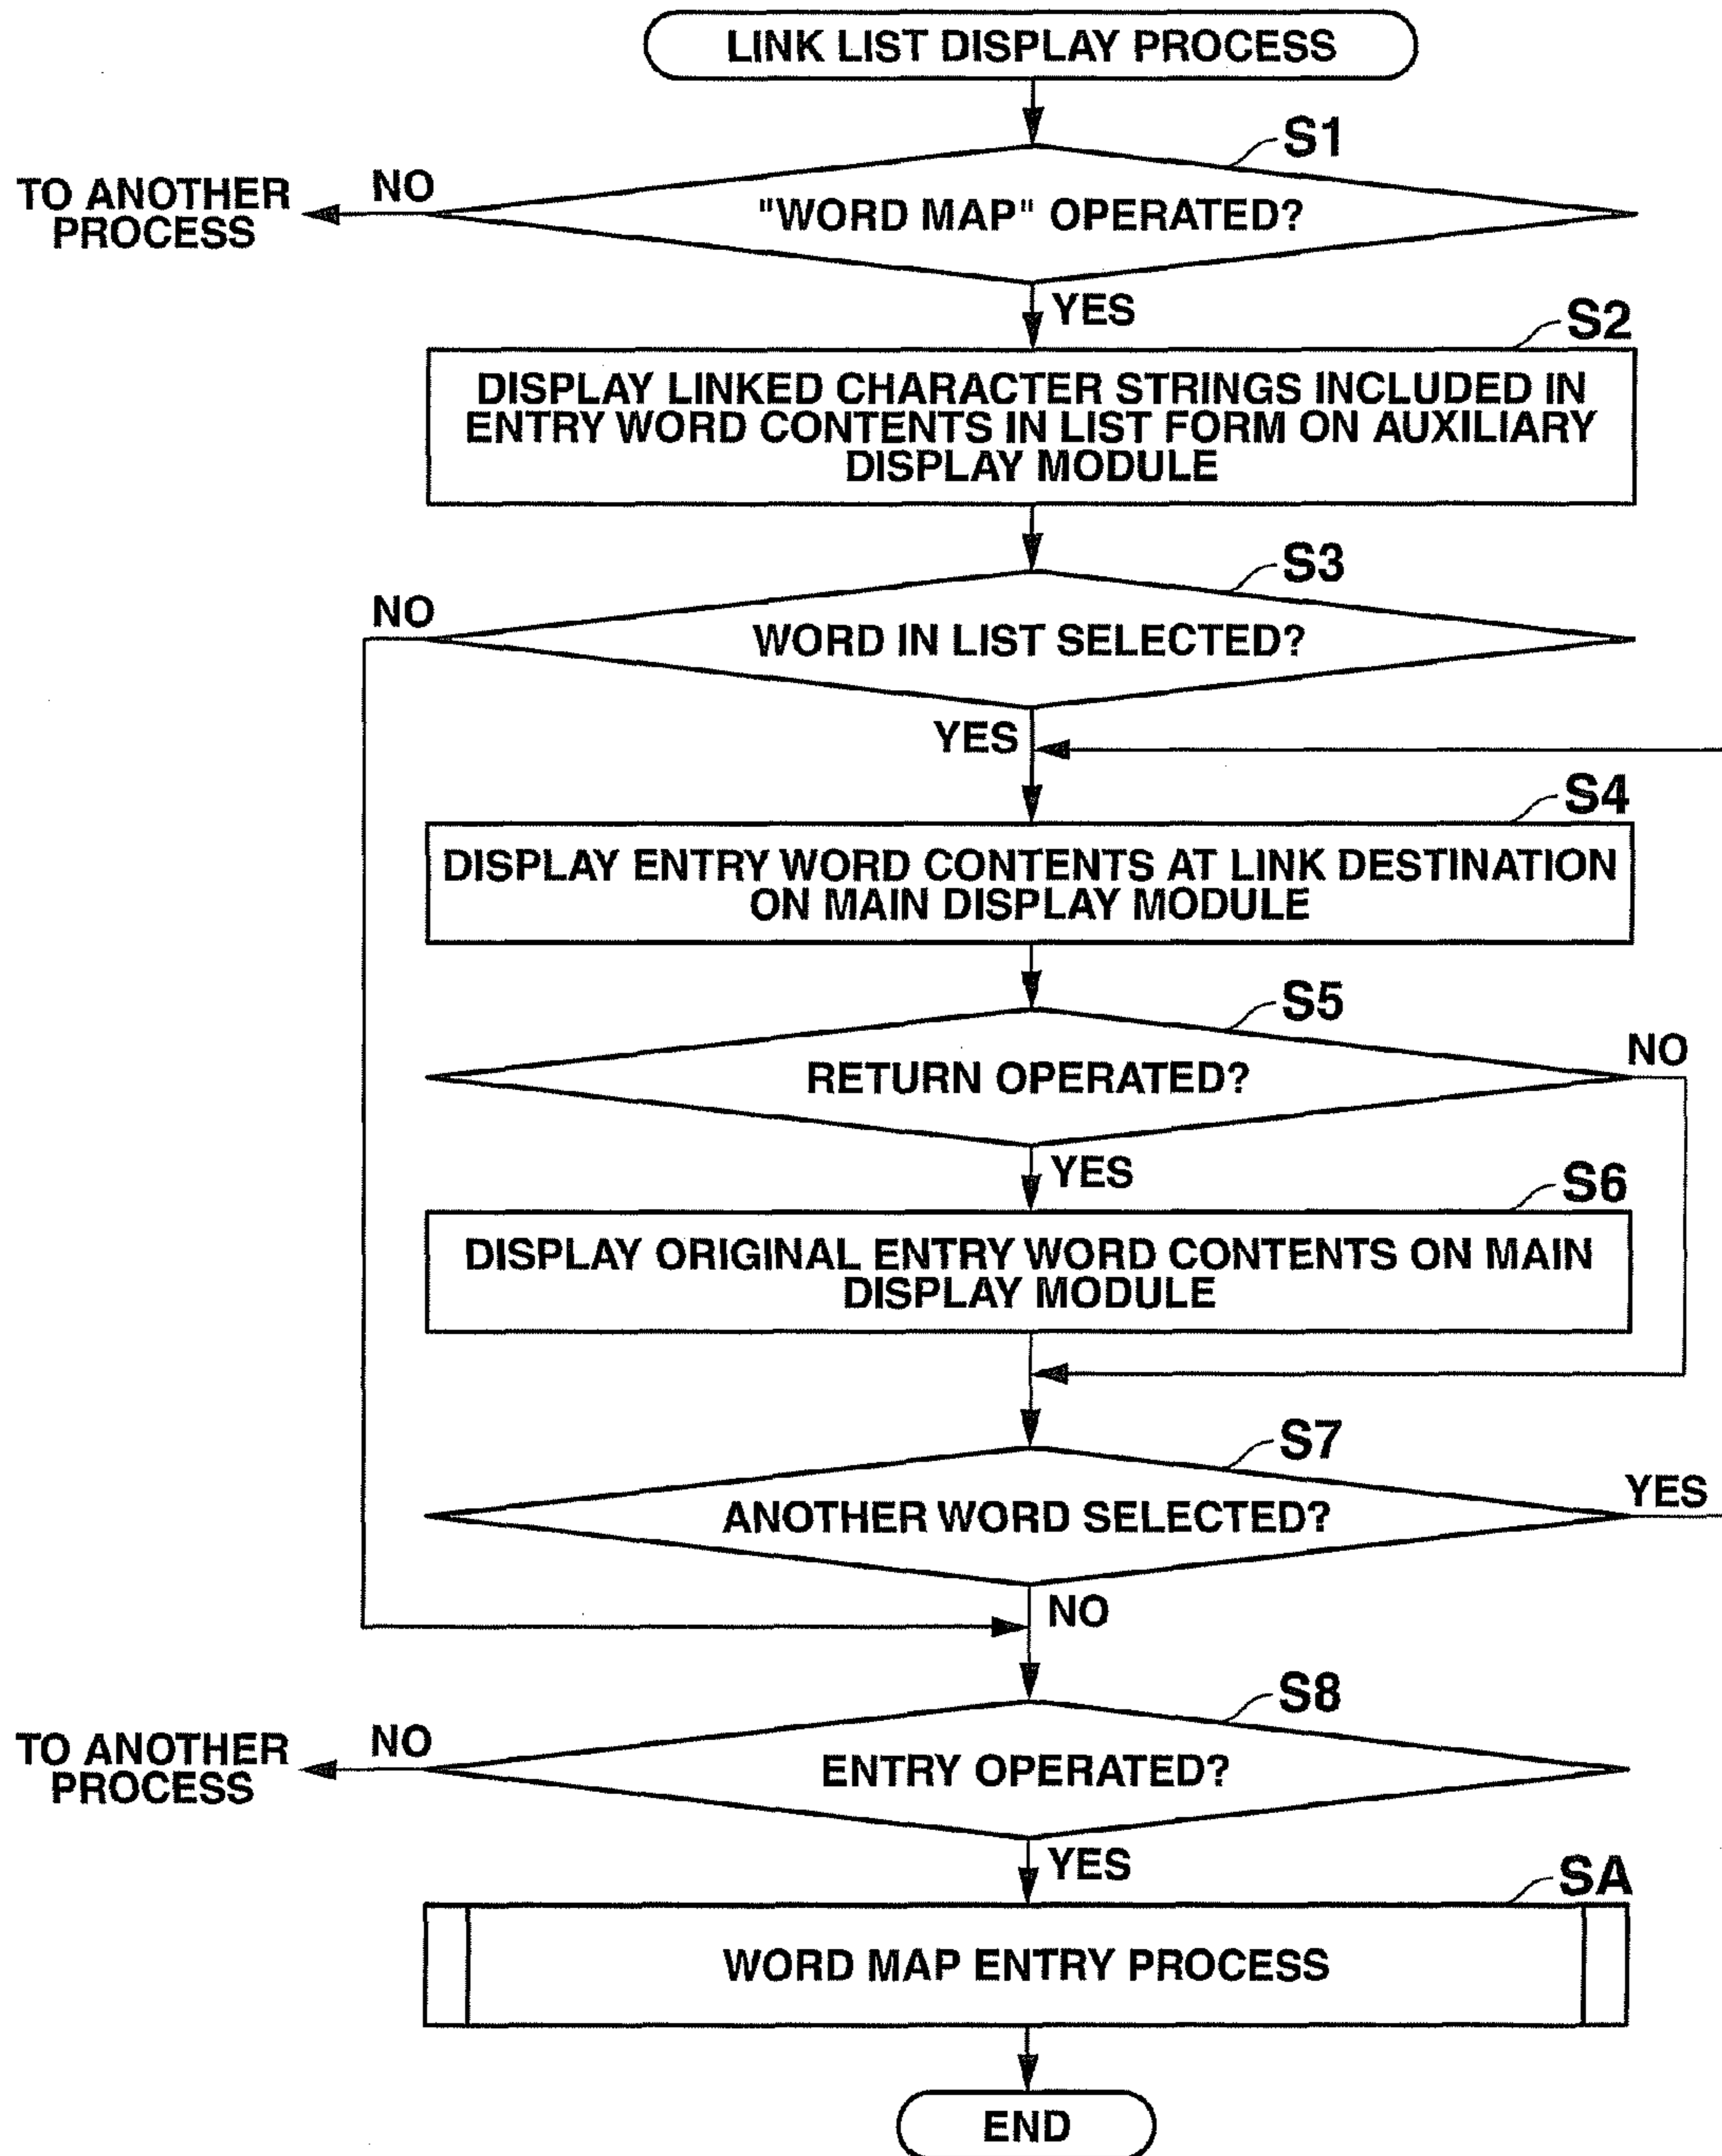 LINK LIST DISPLAY PROCESS
S1
TO ANOTHER
PROCESS
NO
"WORD MAP" OPERATED?
YES
S2
DISPLAY LINKED CHARACTER STRINGS INCLUDED IN
ENTRY WORD CONTENTS IN LIST FORM ON AUXILIARY
DISPLAY MODULE
S3
NO
WORD IN LIST SELECTED?
YES
S4
DISPLAY ENTRY WORD CONTENTS AT LINK DESTINATION
ON MAIN DISPLAY MODULE
S5
NO
RETURN OPERATED?
YES
S6
DISPLAY ORIGINAL ENTRY WORD CONTENTS ON MAIN
DISPLAY MODULE
S7
YES
ANOTHER WORD SELECTED?
NO
S8
TO ANOTHER
PROCESS
NO
ENTRY OPERATED?
YES
SA
WORD MAP ENTRY PROCESS
END